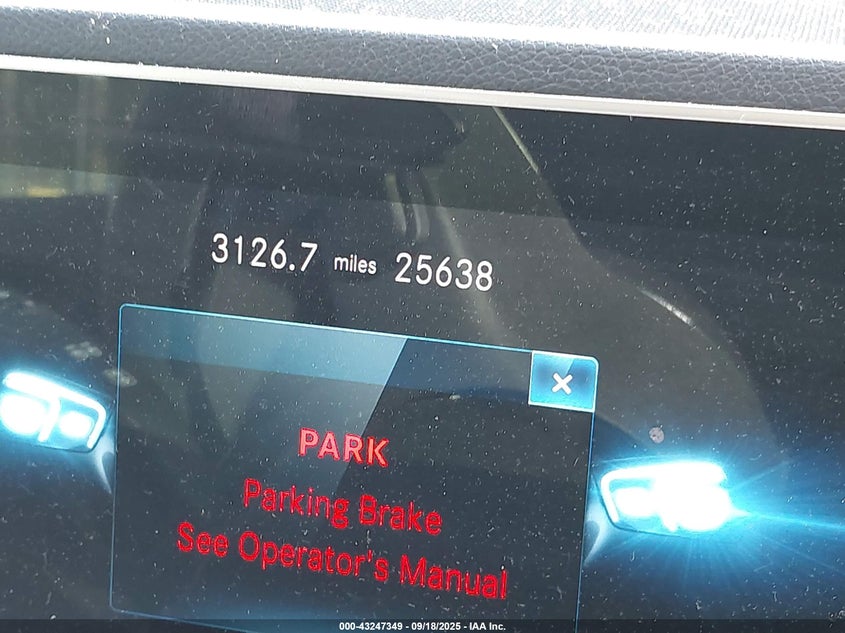 3126.7 miles 25638
×
PARK
Parking Brake
See Operator's Manual
000-43247349 - 09/18/2025 - IAA Inc.